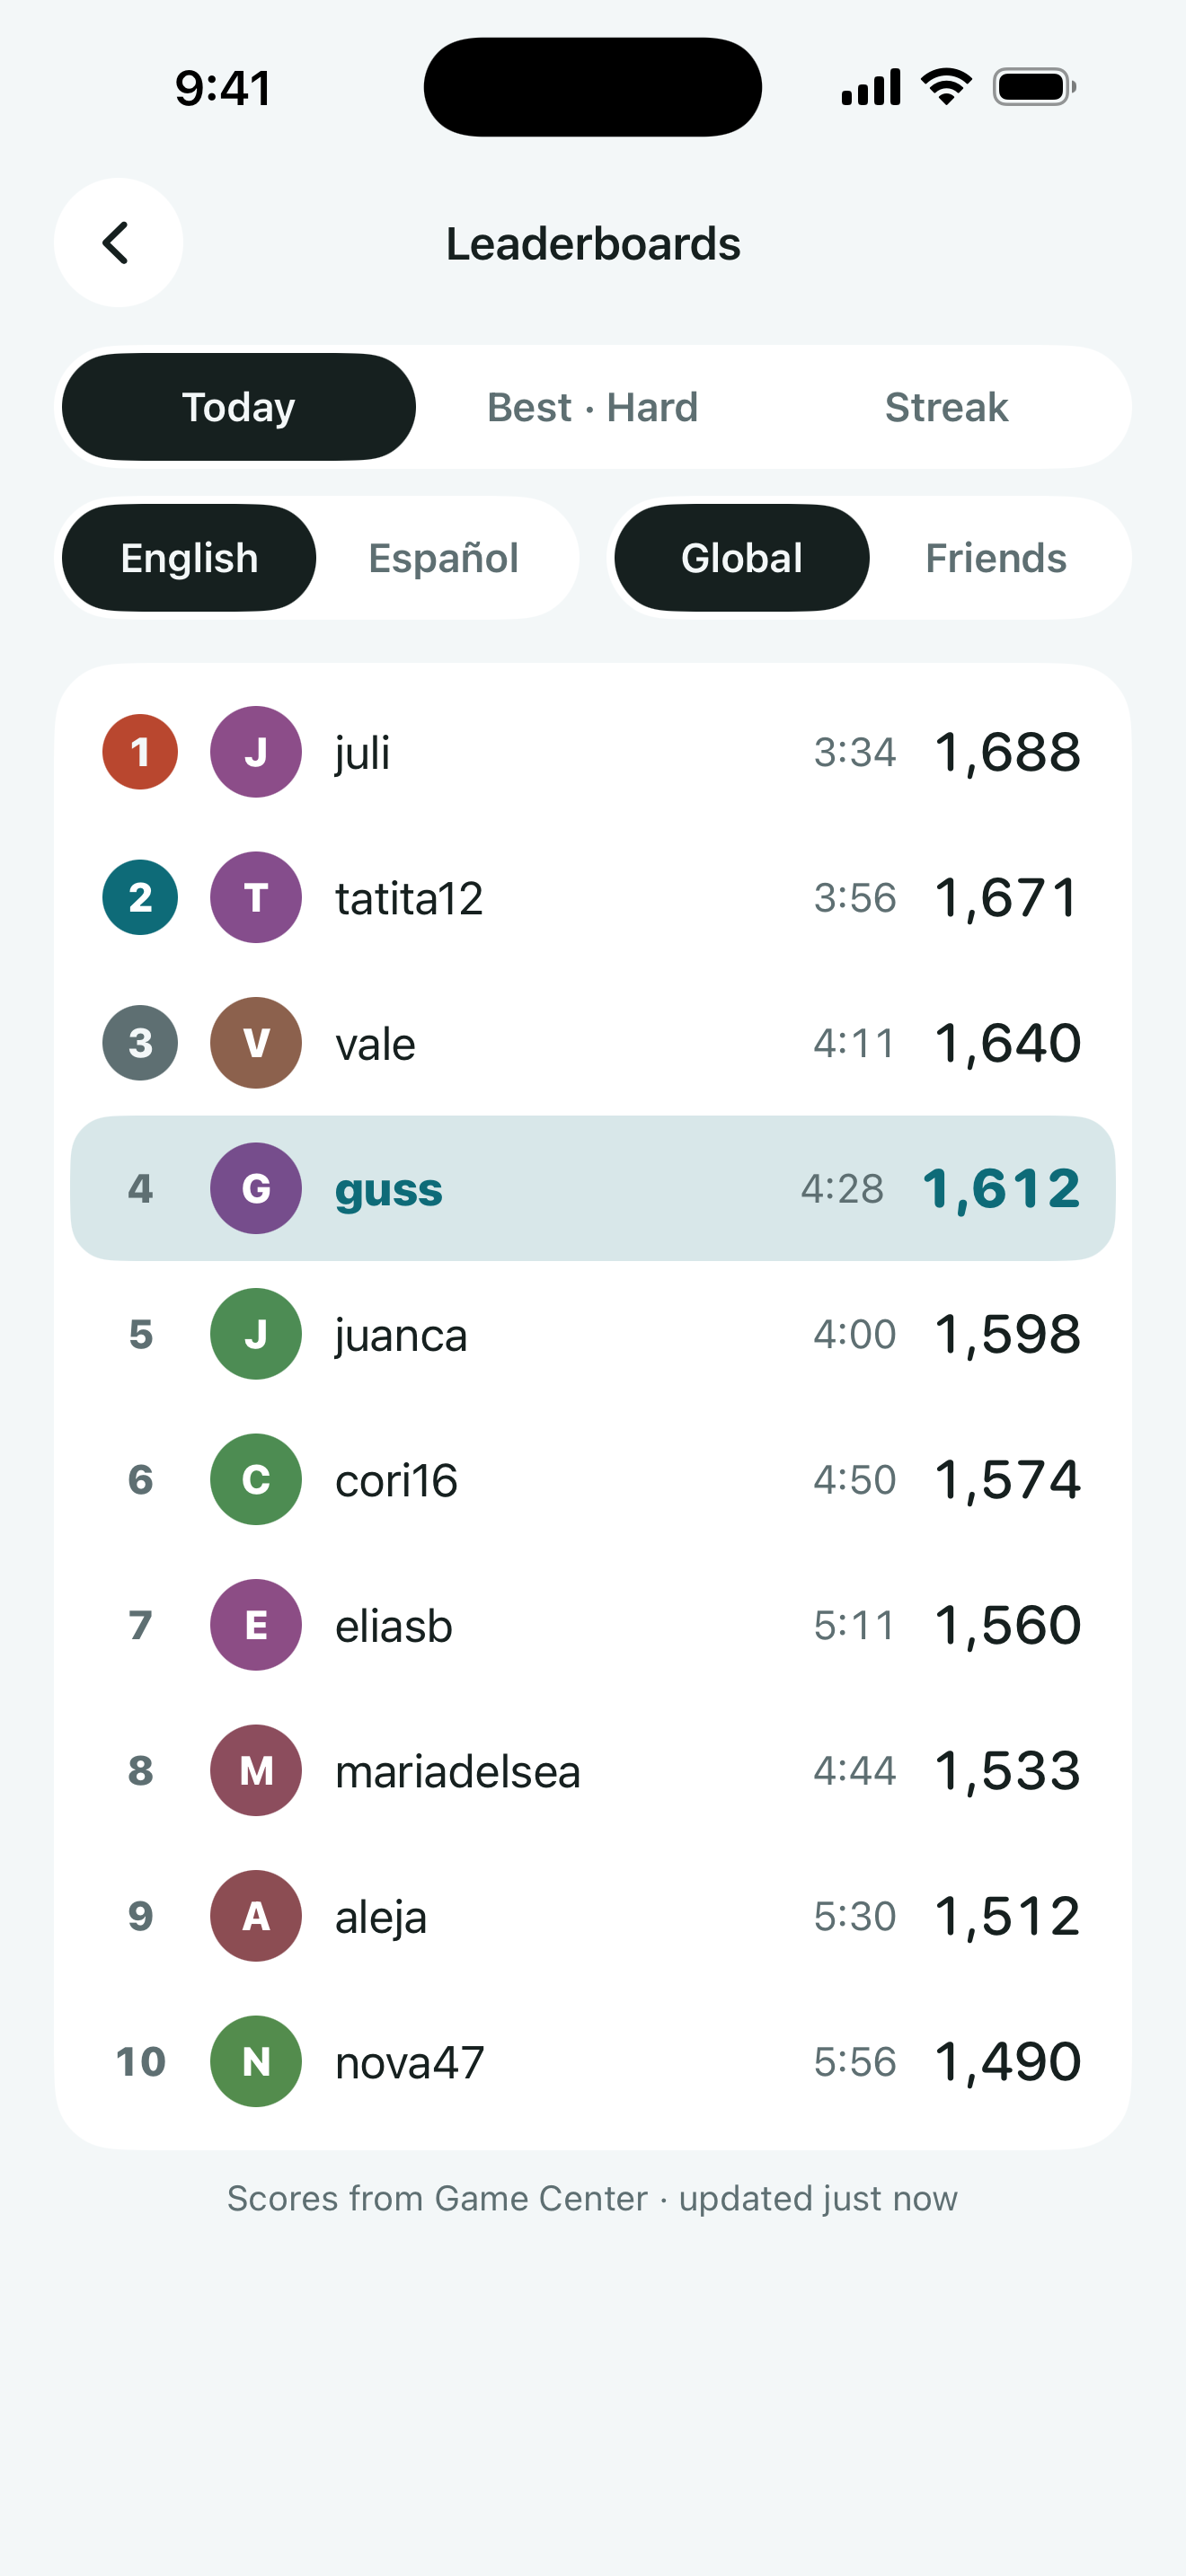 9:41
Leaderboards
Today Best · Hard Streak
English Español Global Friends
1 J juli 3:34 1,688
2 T tatita12 3:56 1,671
3 V vale 4:11 1,640
4 G guss 4:28 1,612
5 J juanca 4:00 1,598
6 C cori16 4:50 1,574
7 E eliasb 5:11 1,560
8 M mariadelsea 4:44 1,533
9 A aleja 5:30 1,512
10 N nova47 5:56 1,490
Scores from Game Center · updated just now